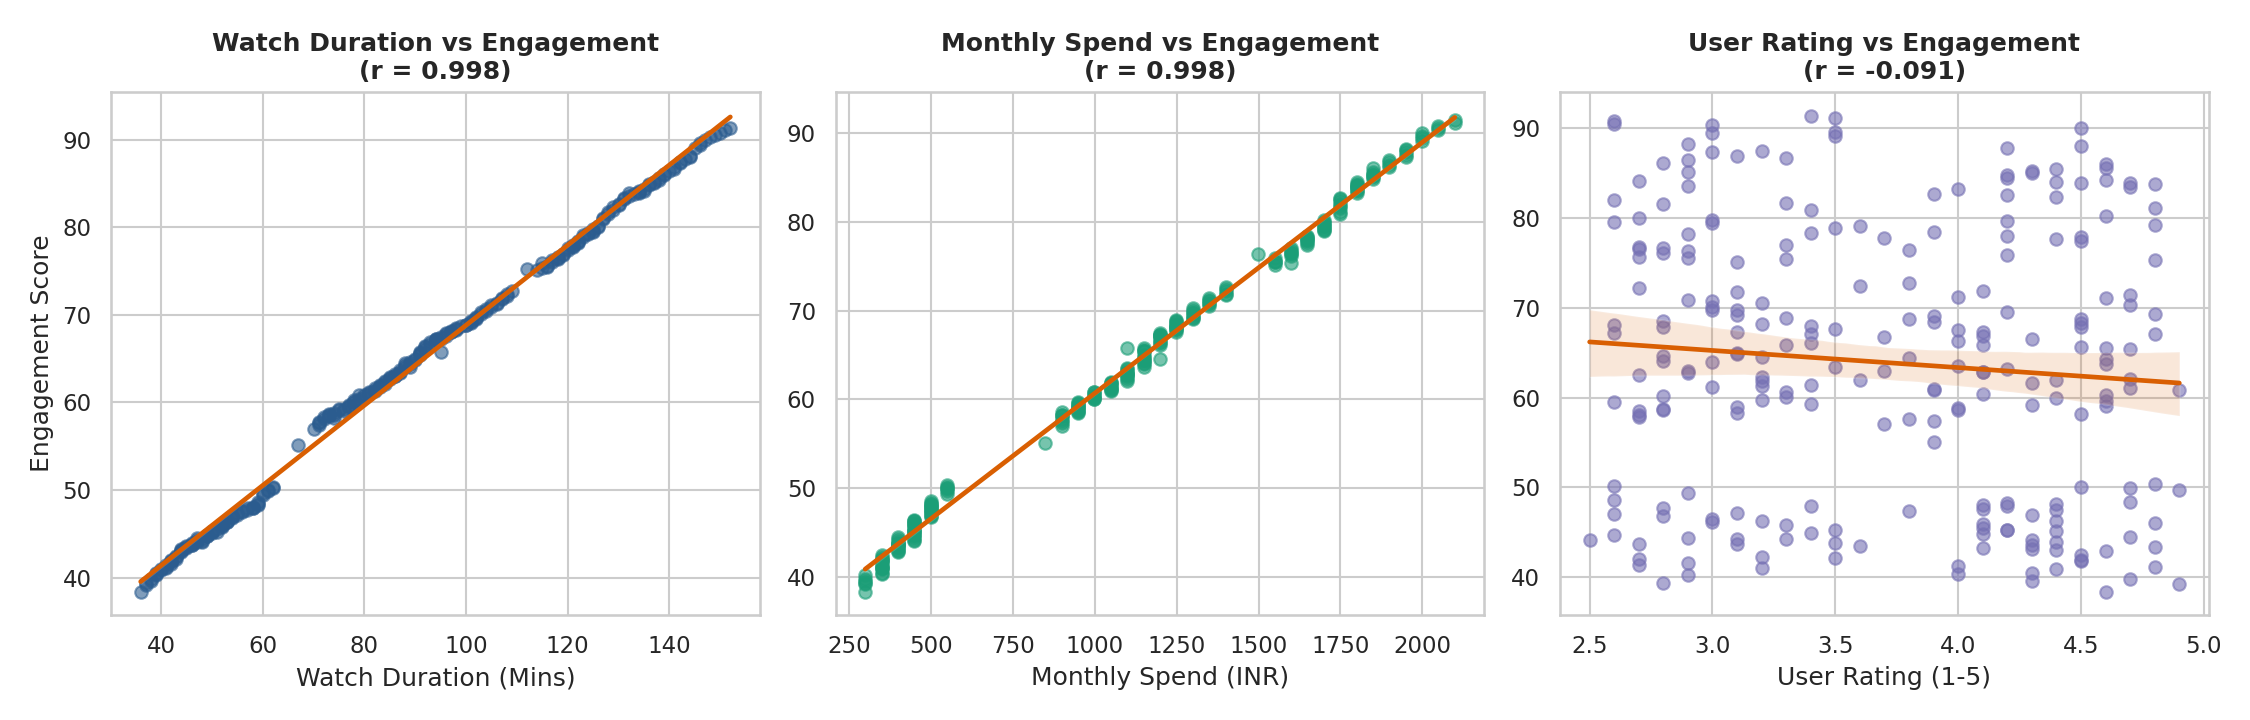 Watch Duration vs Engagement
(r = 0.998)
Engagement Score
90
80
70
60
50
40
40 60 80 100 120 140
Watch Duration (Mins)
Monthly Spend vs Engagement
(r = 0.998)
90
80
70
60
50
40
250 500 750 1000 1250 1500 1750 2000
Monthly Spend (INR)
User Rating vs Engagement
(r = -0.091)
90
80
70
60
50
40
2.5 3.0 3.5 4.0 4.5 5.0
User Rating (1-5)